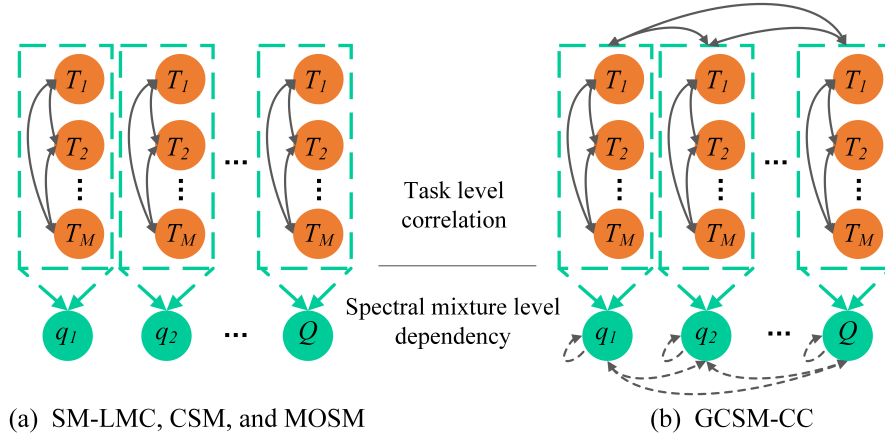 T1 T1 ... T1
T2 T2 T2
TM TM TM
Task level
correlation
Spectral mixture level
dependency
q1 q2 ... Q
(a) SM-LMC, CSM, and MOSM
T1 T1 T1
T2 T2 ... T2
TM TM TM
q1 q2 ... Q
(b) GCSM-CC